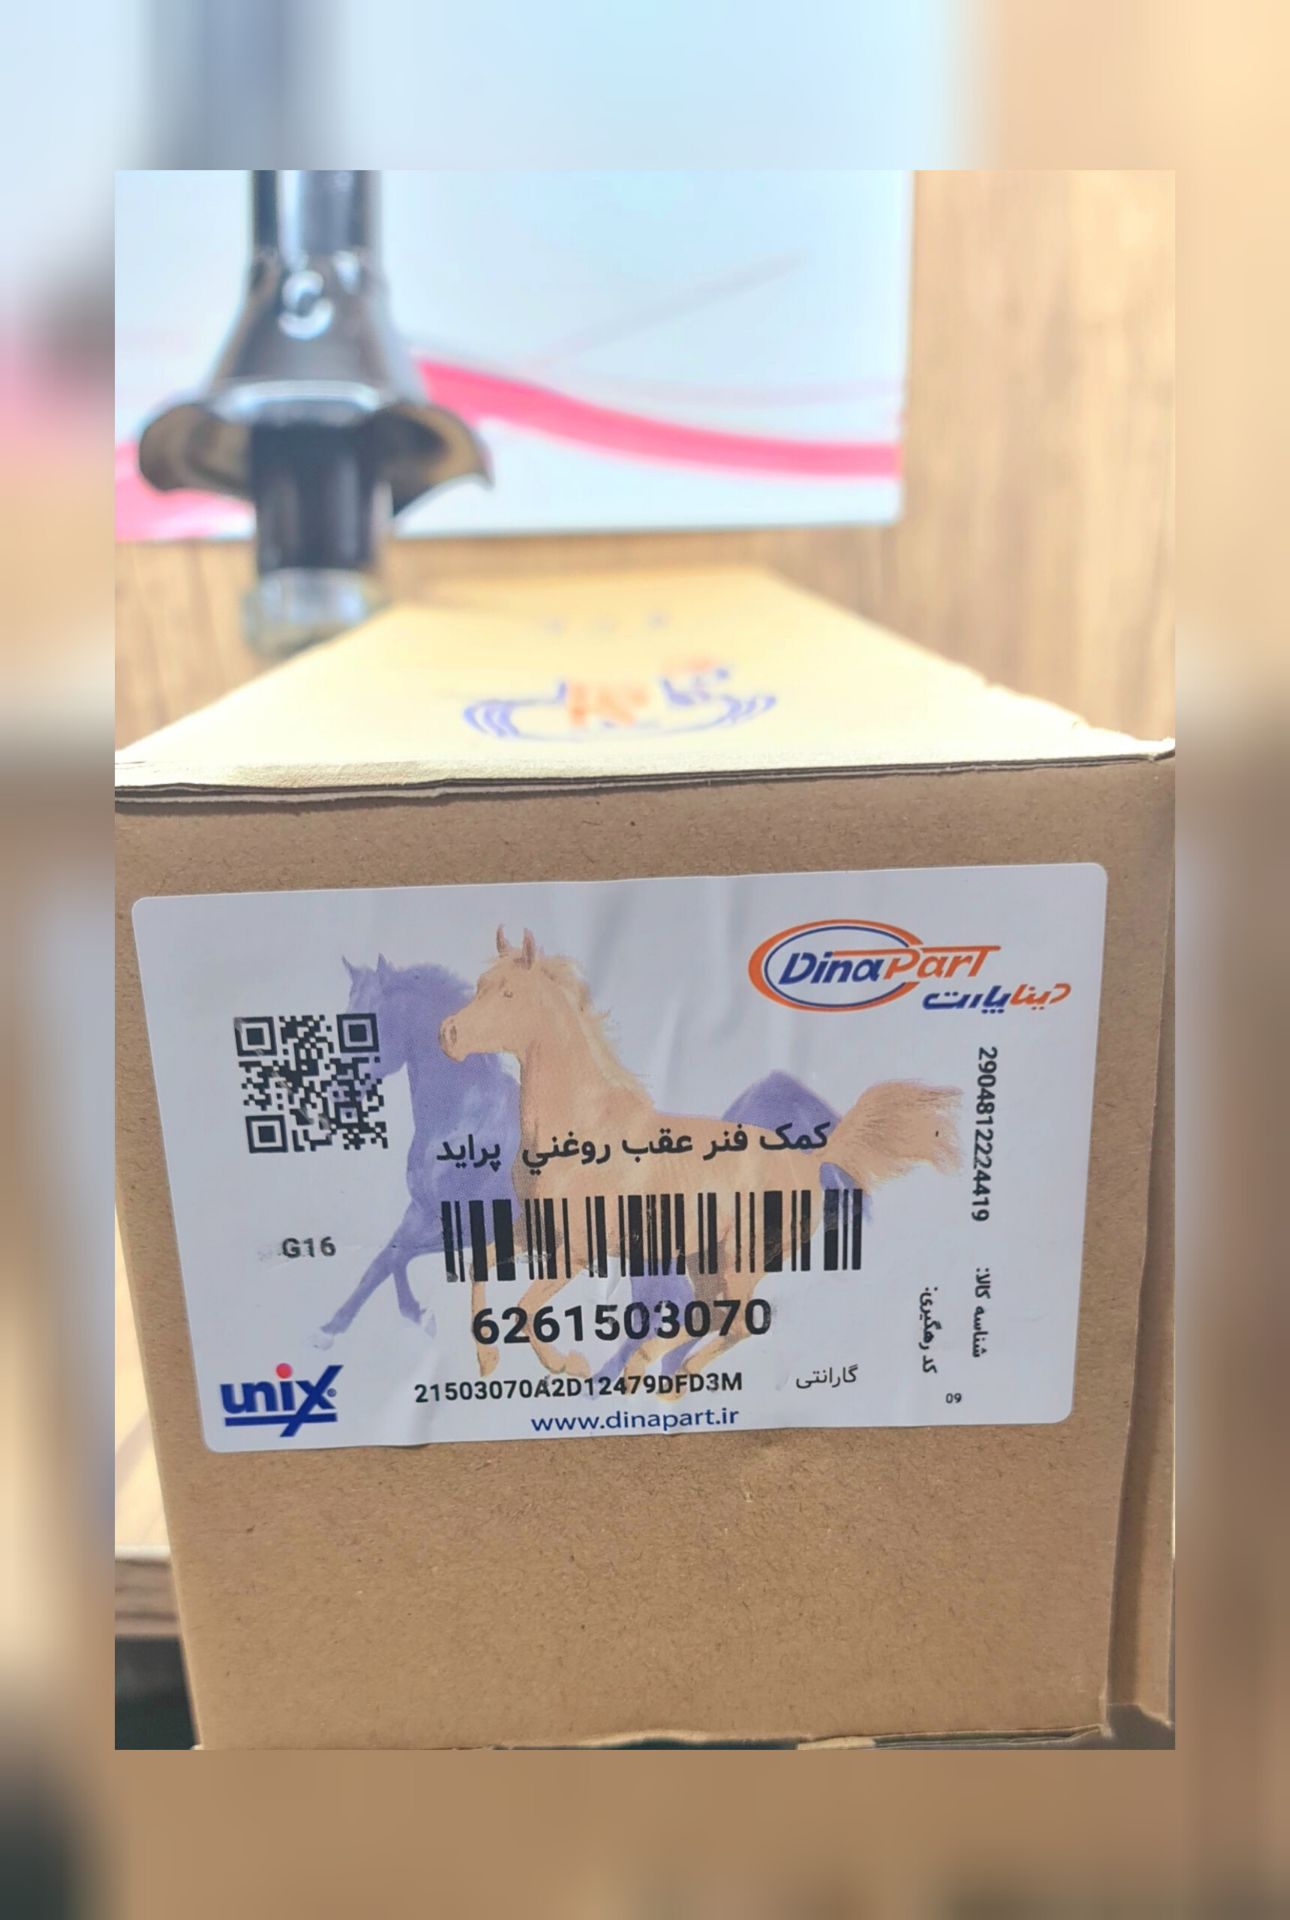 DinaPart
دیناپارت
کمک فنر عقب روغني پراید
G16
6261503070
21503070A2D12479DFD3M
گارانتی
www.dinapart.ir
unix
شناسه کالا: 2904812224419
کد رهگیری:
09